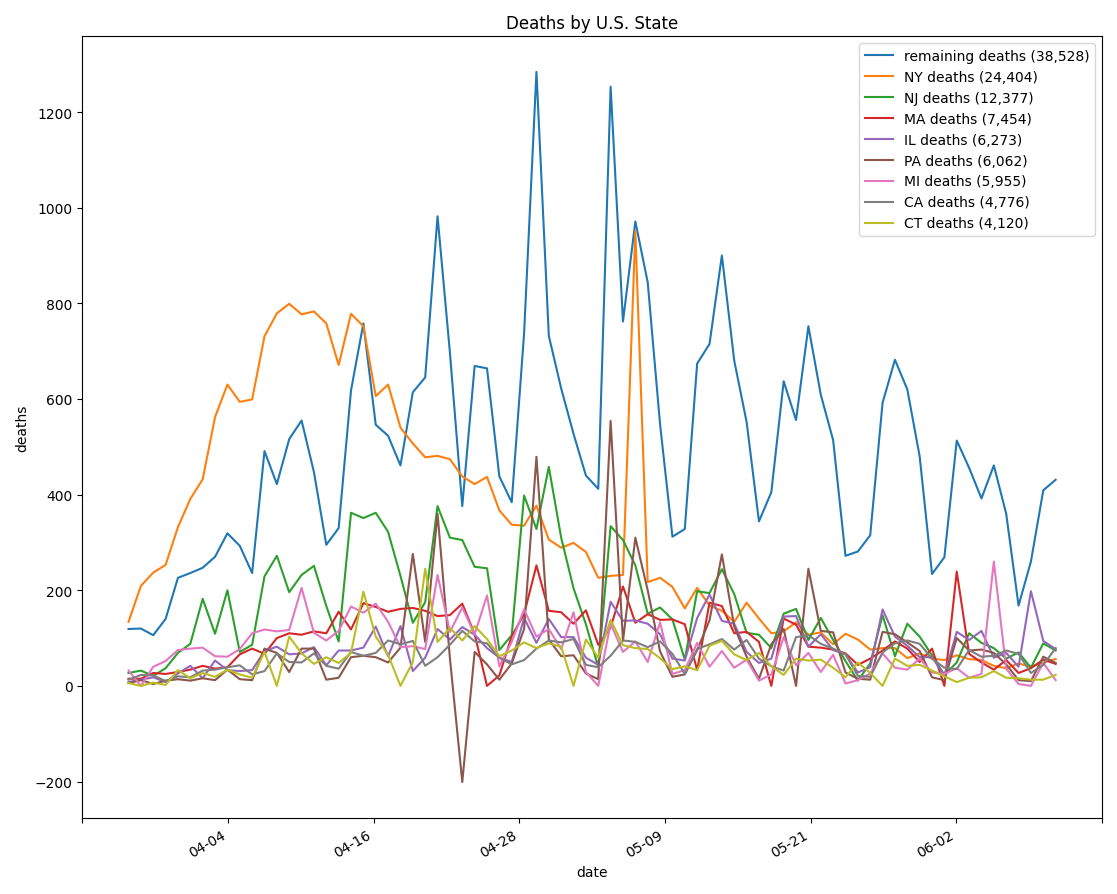 Deaths by U.S. State
remaining deaths (38,528)
NY deaths (24,404)
NJ deaths (12,377)
MA deaths (7,454)
IL deaths (6,273)
PA deaths (6,062)
MI deaths (5,955)
CA deaths (4,776)
CT deaths (4,120)
1200
1000
800
600
400
200
0
−200
deaths
04-04
04-16
04-28
05-09
05-21
06-02
date